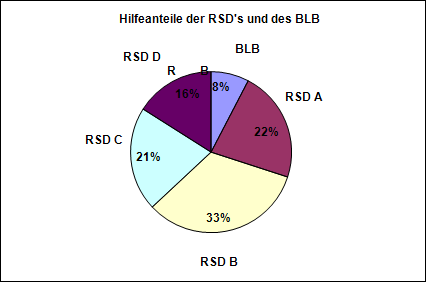 Hilfeanteile der RSD's und des BLB
BLB
RSD D
R B
8%
16%
RSD A
22%
RSD C
21%
33%
RSD B